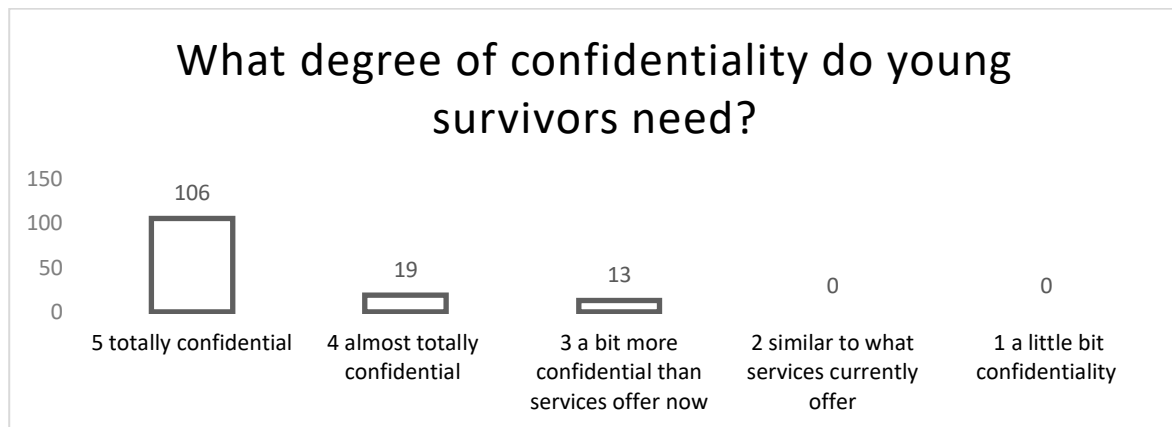 What degree of confidentiality do young
survivors need?
150
100
50
0
106
19
13
0
0
5 totally confidential
4 almost totally
confidential
3 a bit more
confidential than
services offer now
2 similar to what
services currently
offer
1 a little bit
confidentiality